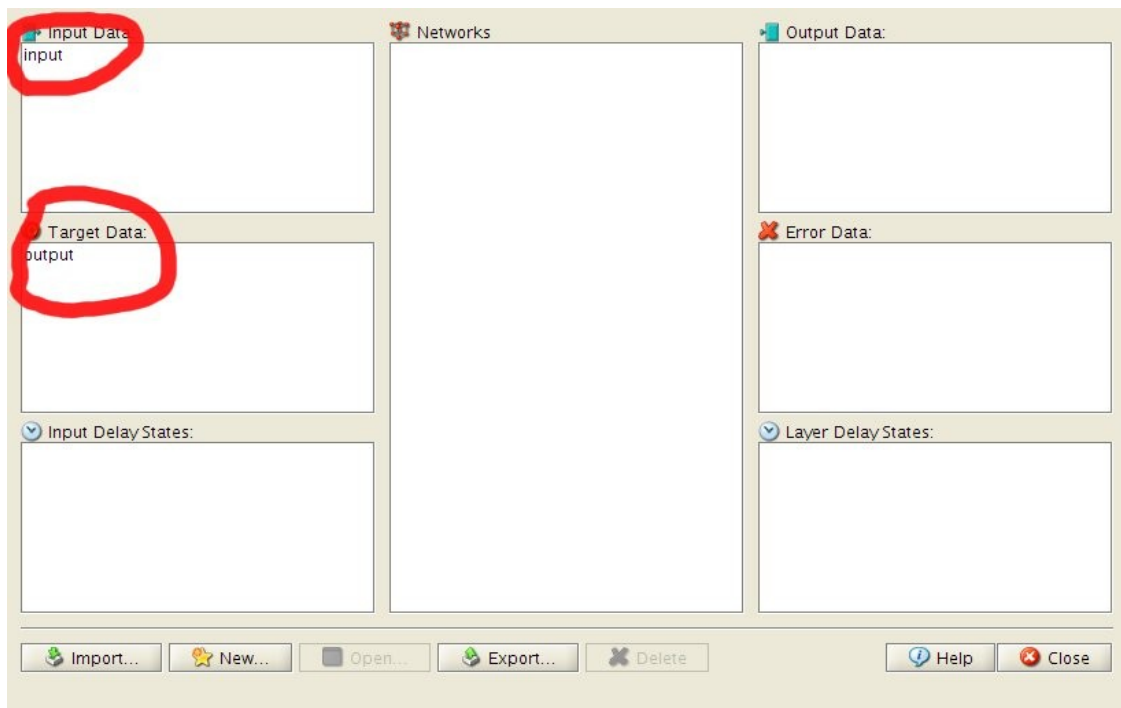 Input Data
input
Networks
Output Data:
Target Data:
output
Error Data:
Input Delay States:
Layer Delay States:
Import...
New...
Open...
Export...
Delete
Help
Close